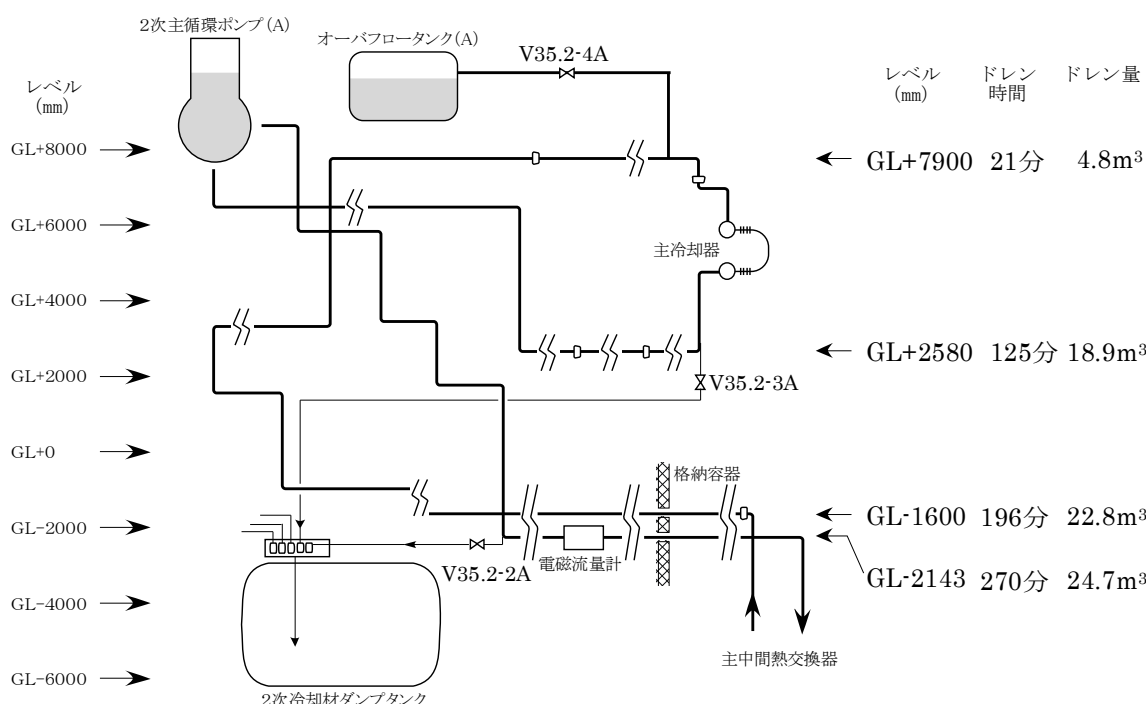 2次主循環ポンプ(A)
オーバフロータンク(A)
V35.2-4A
レベル
(mm)
レベル
(mm)
ドレン
時間
ドレン量
GL+8000
GL+7900 21分 4.8m³
GL+6000
主冷却器
GL+4000
GL+2580 125分 18.9m³
GL+2000
V35.2-3A
GL+0
格納容器
GL-2000
GL-1600 196分 22.8m³
V35.2-2A
電磁流量計
GL-2143 270分 24.7m³
GL-4000
主中間熱交換器
GL-6000
2次冷却材ダンプタンク